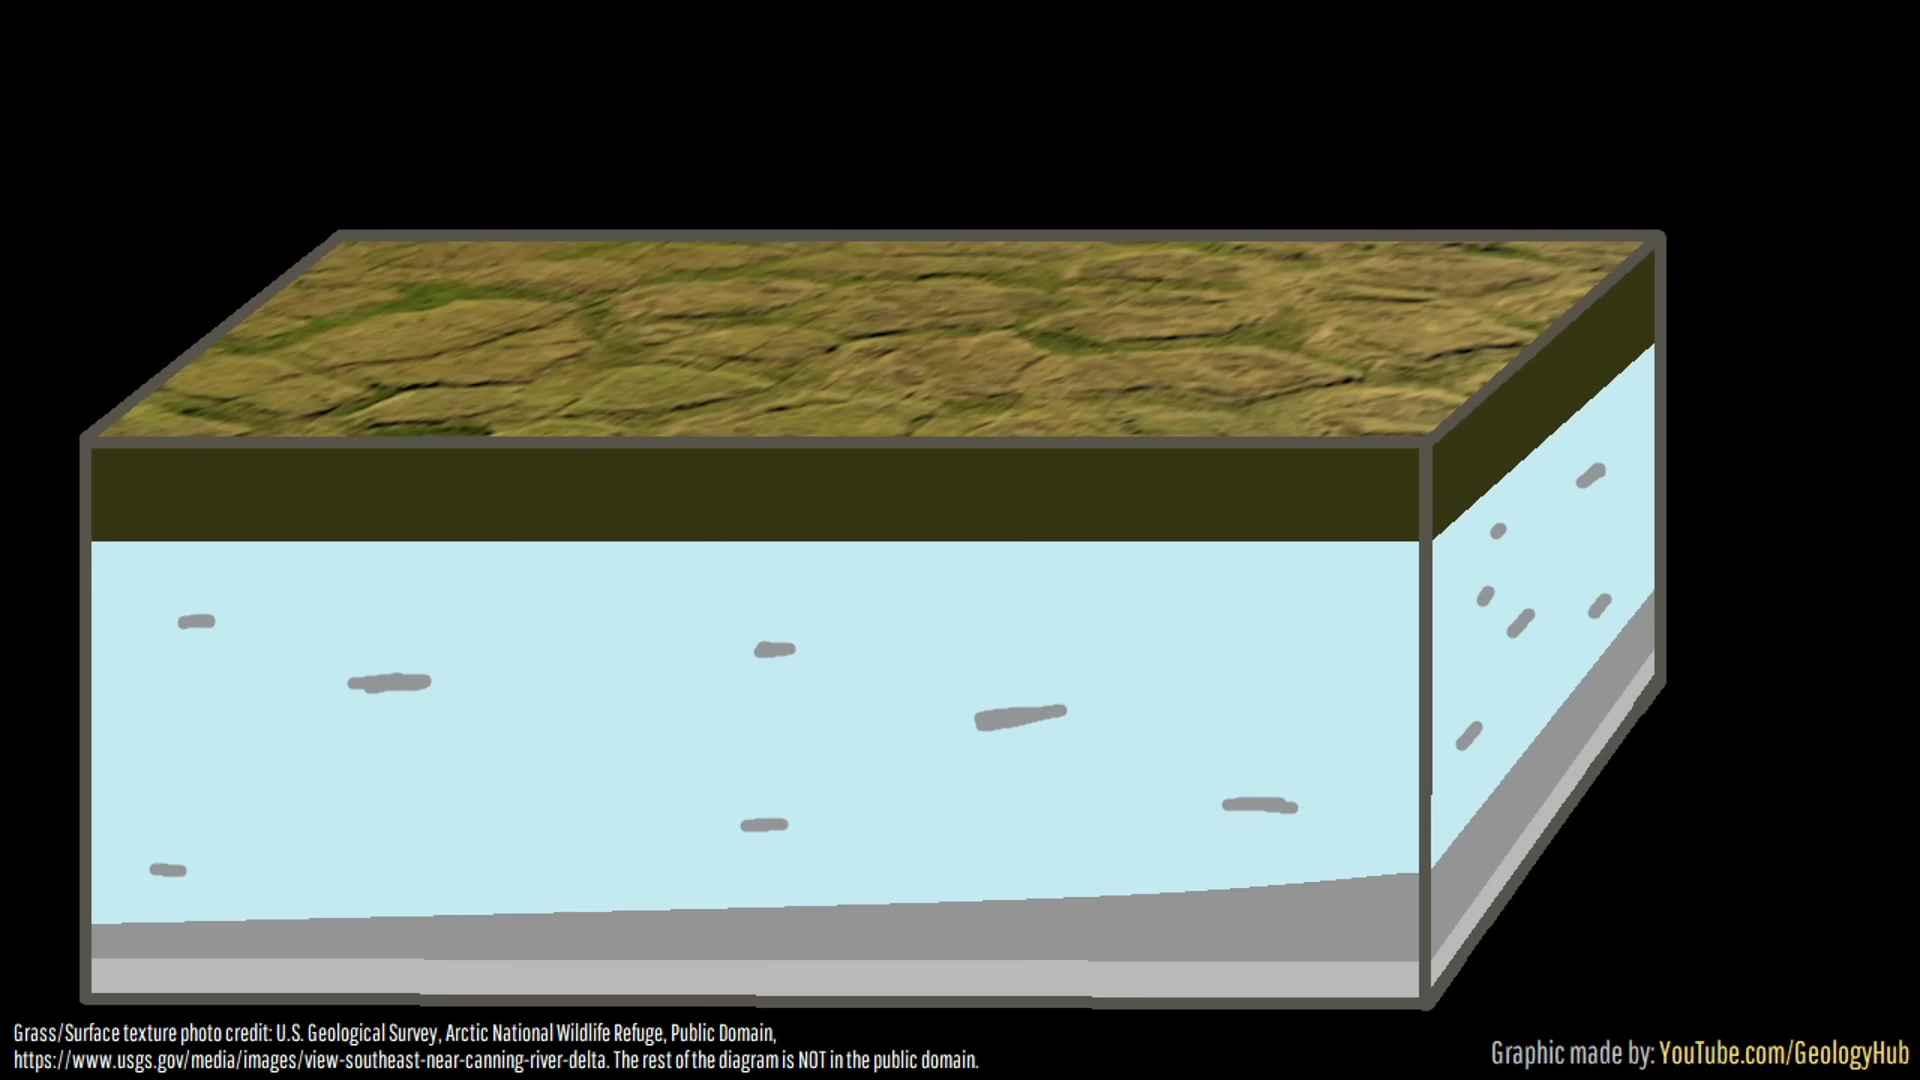 Grass/Surface texture photo credit: U.S. Geological Survey, Arctic National Wildlife Refuge, Public Domain,
https://www.usgs.gov/media/images/view-southeast-near-canning-river-delta. The rest of the diagram is NOT in the public domain.
Graphic made by: YouTube.com/GeologyHub